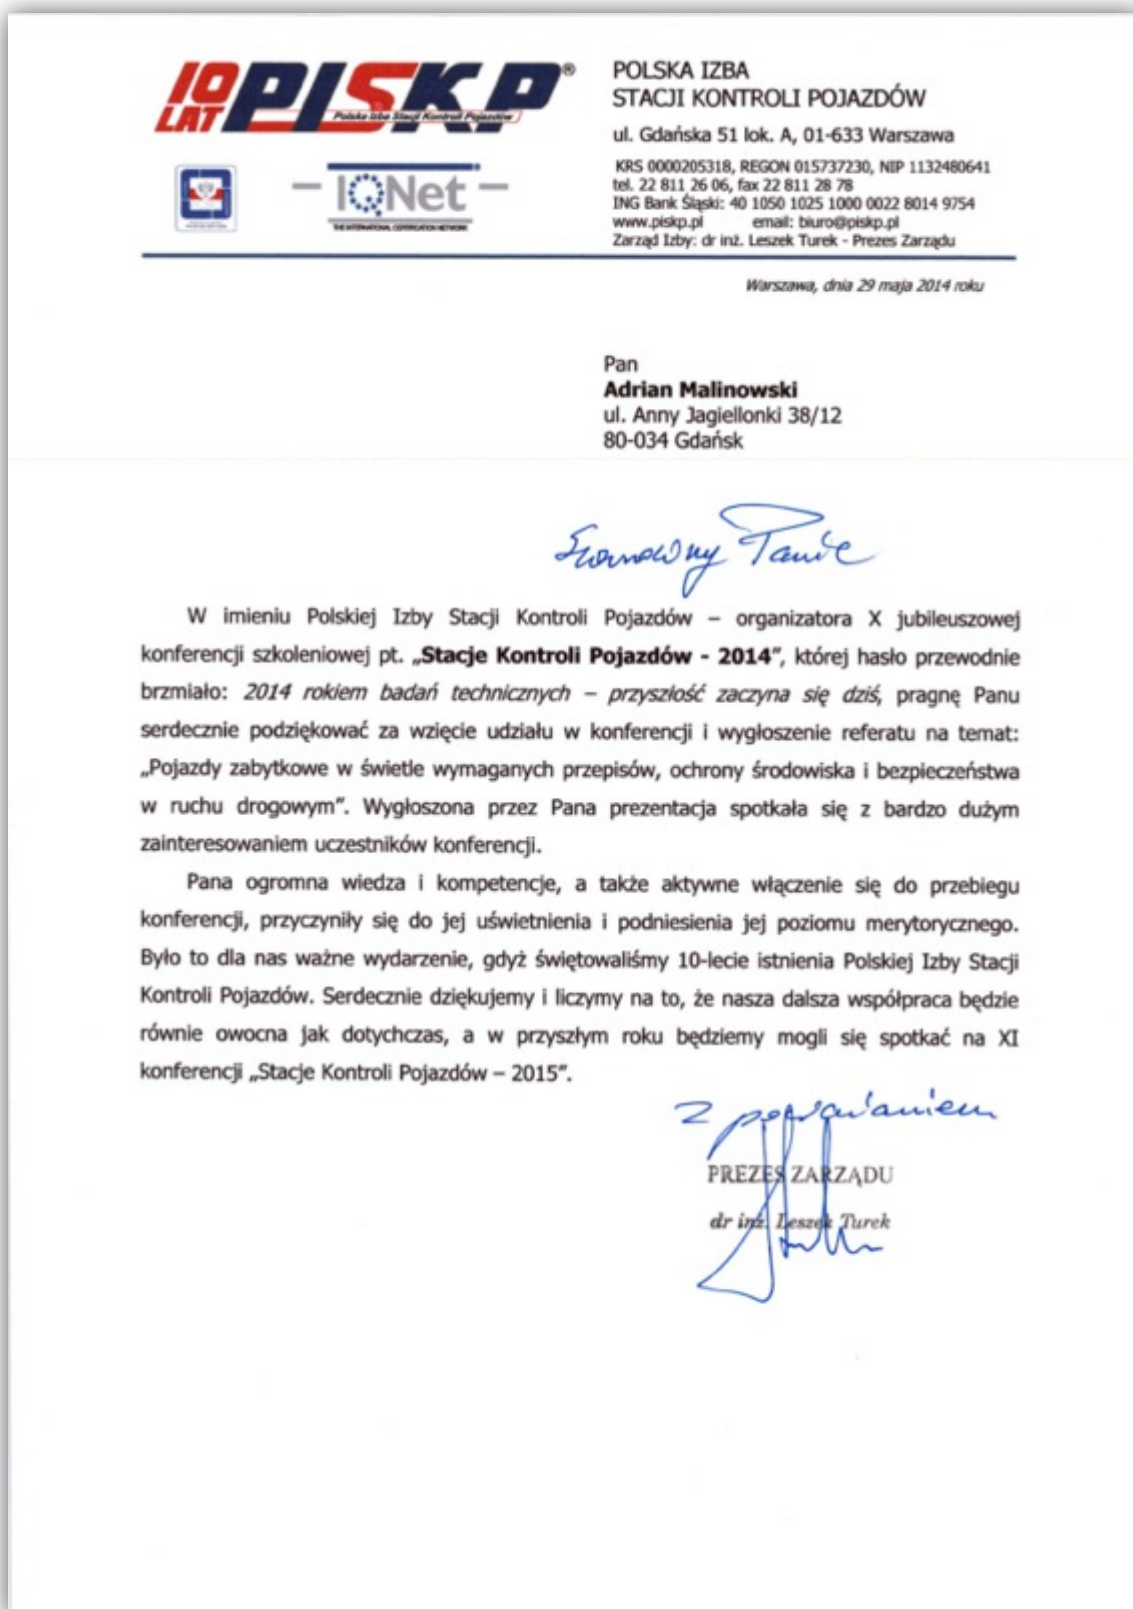 10 LAT PISKP®
Polska Izba Stacji Kontroli Pojazdów
IQNet
THE INTERNATIONAL CERTIFICATION NETWORK
POLSKA IZBA
STACJI KONTROLI POJAZDÓW
ul. Gdańska 51 lok. A, 01-633 Warszawa
KRS 0000205318, REGON 015737230, NIP 1132480641
tel. 22 811 26 06, fax 22 811 28 78
ING Bank Śląski: 40 1050 1025 1000 0022 8014 9754
www.piskp.pl email: biuro@piskp.pl
Zarząd Izby: dr inż. Leszek Turek - Prezes Zarządu
Warszawa, dnia 29 maja 2014 roku
Pan
Adrian Malinowski
ul. Anny Jagiellonki 38/12
80-034 Gdańsk
Szanowny Panie
W imieniu Polskiej Izby Stacji Kontroli Pojazdów – organizatora X jubileuszowej
konferencji szkoleniowej pt. „Stacje Kontroli Pojazdów - 2014”, której hasło przewodnie
brzmiało: 2014 rokiem badań technicznych – przyszłość zaczyna się dziś, pragnę Panu
serdecznie podziękować za wzięcie udziału w konferencji i wygłoszenie referatu na temat:
„Pojazdy zabytkowe w świetle wymaganych przepisów, ochrony środowiska i bezpieczeństwa
w ruchu drogowym”. Wygłoszona przez Pana prezentacja spotkała się z bardzo dużym
zainteresowaniem uczestników konferencji.
Pana ogromna wiedza i kompetencje, a także aktywne włączenie się do przebiegu
konferencji, przyczyniły się do jej uświetnienia i podniesienia jej poziomu merytorycznego.
Było to dla nas ważne wydarzenie, gdyż świętowaliśmy 10-lecie istnienia Polskiej Izby Stacji
Kontroli Pojazdów. Serdecznie dziękujemy i liczymy na to, że nasza dalsza współpraca będzie
równie owocna jak dotychczas, a w przyszłym roku będziemy mogli się spotkać na XI
konferencji „Stacje Kontroli Pojazdów – 2015”.
Z poważaniem
PREZES ZARZĄDU
dr inż. Leszek Turek